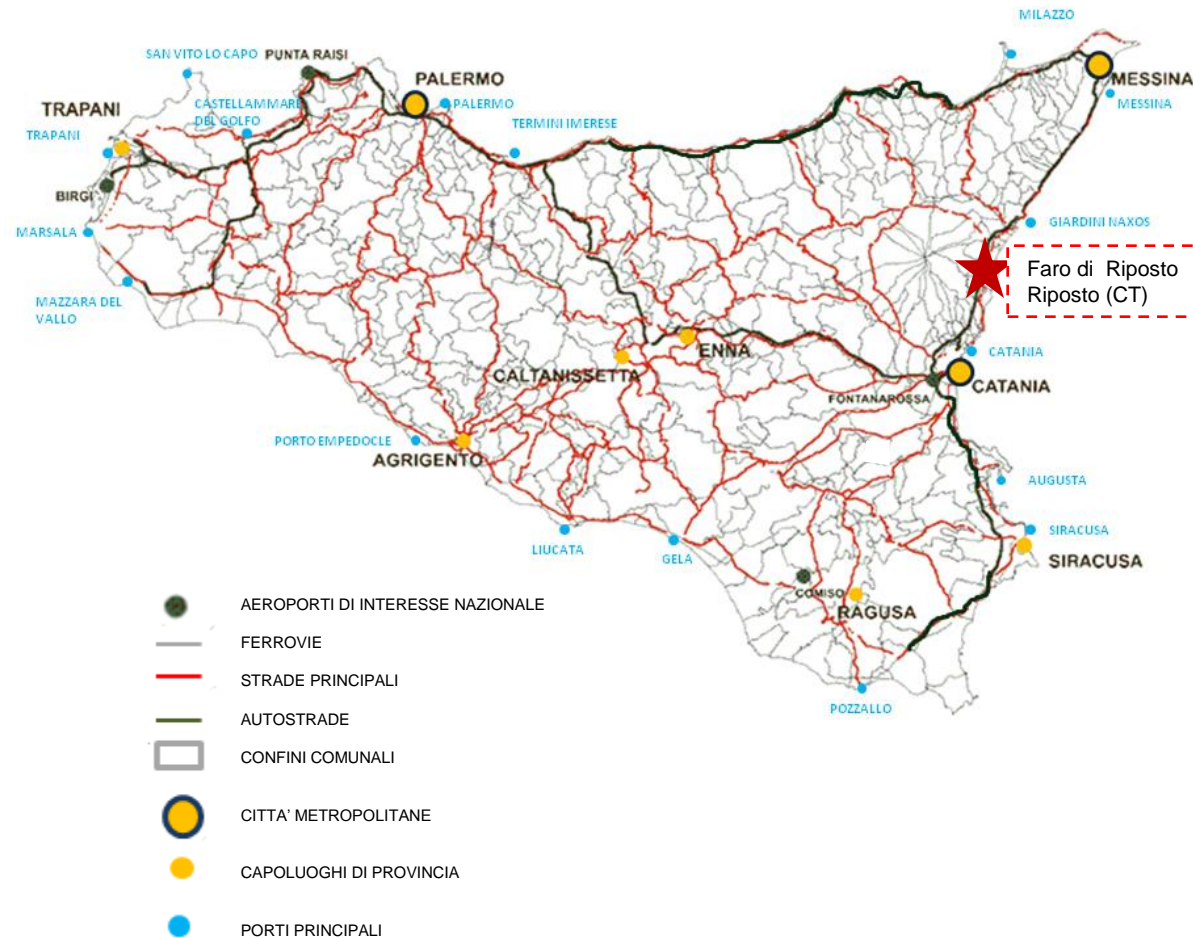 MILAZZO
SAN VITO LO CAPO
PUNTA RAISI
PALERMO
MESSINA
TRAPANI
CASTELLAMMARE
DEL GOLFO
PALERMO
MESSINA
TRAPANI
TERMINI IMERESE
BIRGI
MARSALA
GIARDINI NAXOS
Faro di Riposto
Riposto (CT)
MAZZARA DEL
VALLO
ENNA
CATANIA
CALTANISSETTA
FONTANAROSSA
CATANIA
PORTO EMPEDOCLE
AGRIGENTO
AUGUSTA
LIUCATA
GELA
SIRACUSA
SIRACUSA
COMISO
RAGUSA
POZZALLO
AEROPORTI DI INTERESSE NAZIONALE
FERROVIE
STRADE PRINCIPALI
AUTOSTRADE
CONFINI COMUNALI
CITTA' METROPOLITANE
CAPOLUOGHI DI PROVINCIA
PORTI PRINCIPALI